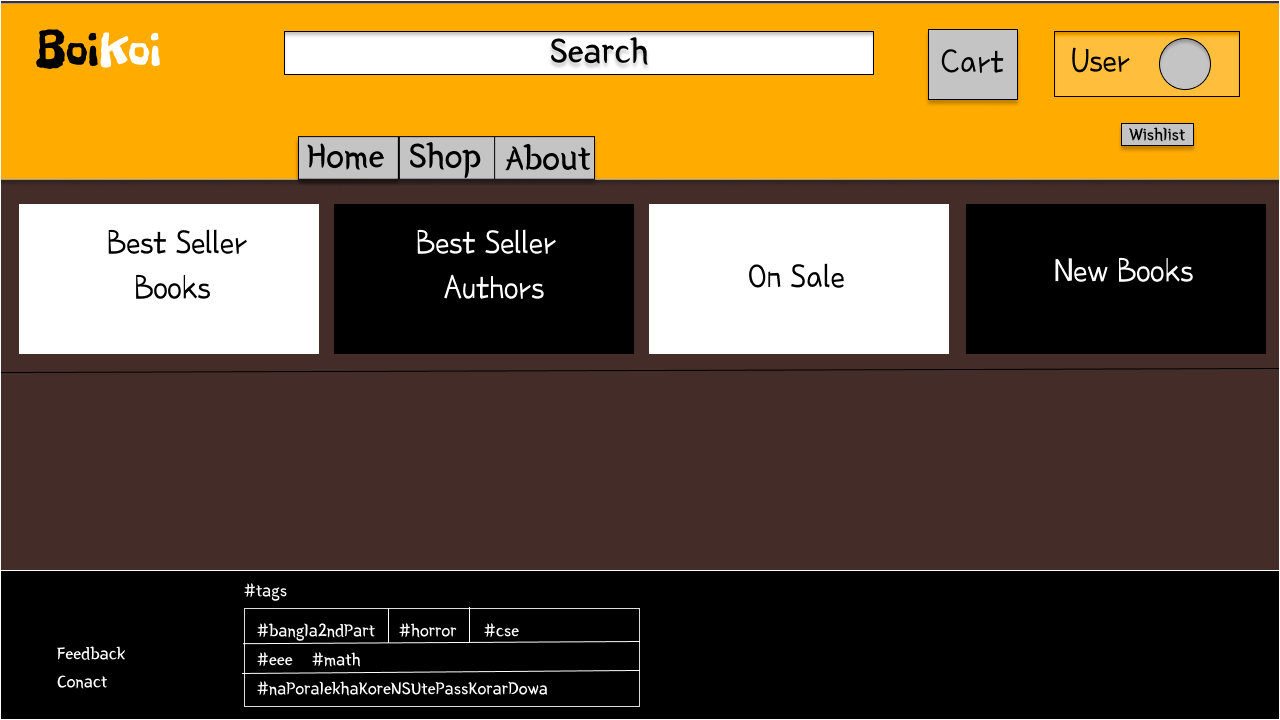 BoiKoi
Search
Cart
User
Wishlist
Home Shop About
Best Seller
Books
Best Seller
Authors
On Sale
New Books
#tags
#bangla2ndPart #horror #cse
#eee #math
#naPoralekhaKoreNSUtePassKorarDowa
Feedback
Conact